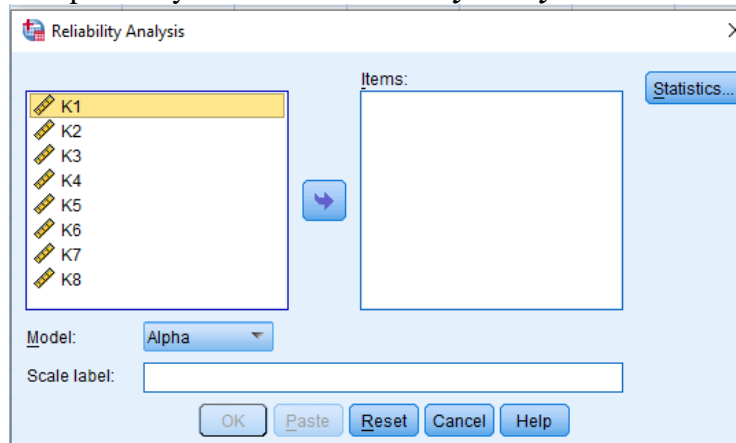 Reliability Analysis
Items:
Statistics...
K1
K2
K3
K4
K5
K6
K7
K8
Model:
Alpha
Scale label:
OK
Paste
Reset
Cancel
Help